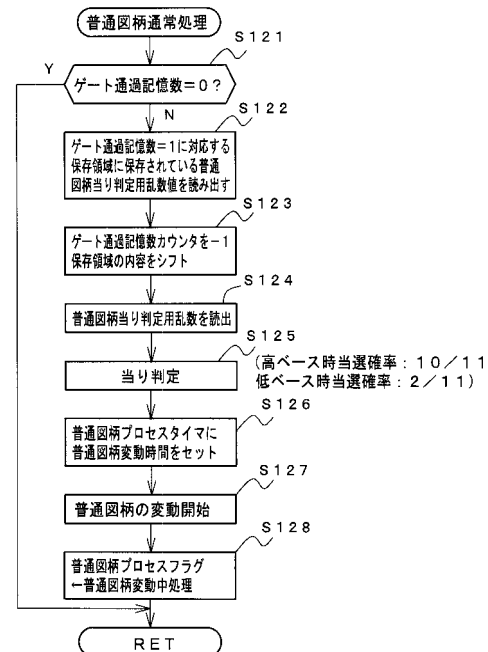 普通図柄通常処理
S121
Y
ゲート通過記憶数=0?
N
S122
ゲート通過記憶数=1に対応する
保存領域に保存されている普通
図柄当り判定用乱数値を読み出す
S123
ゲート通過記憶数カウンタを-1
保存領域の内容をシフト
S124
普通図柄当り判定用乱数を読出
S125
当り判定
(高ベース時当選確率:10/11
低ベース時当選確率:2/11)
S126
普通図柄プロセスタイマに
普通図柄変動時間をセット
S127
普通図柄の変動開始
S128
普通図柄プロセスフラグ
←普通図柄変動中処理
RET